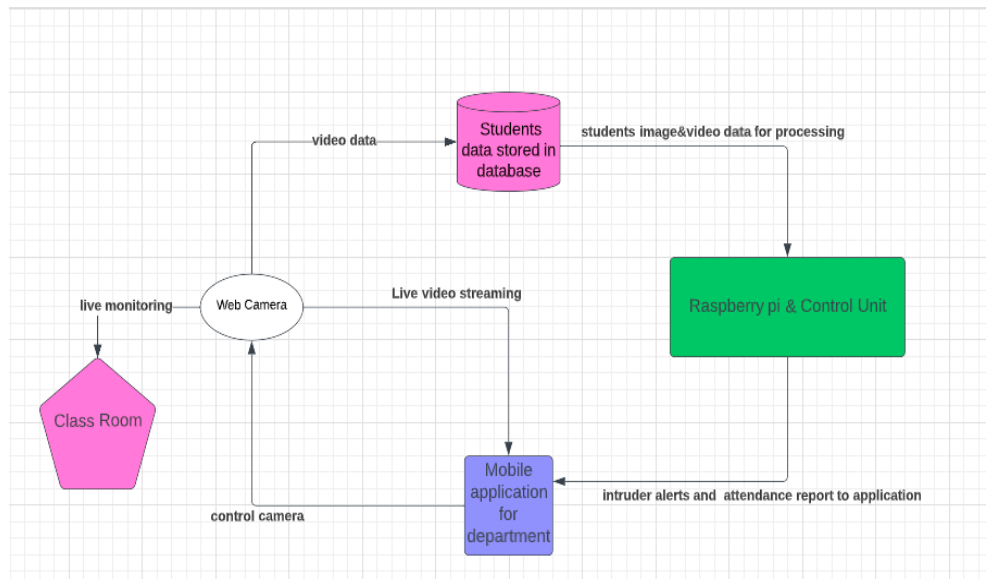 Students
data stored in
database
video data
students image&video data for processing
Web Camera
live monitoring
Live video streaming
Raspberry pi & Control Unit
Class Room
Mobile
application
for
department
intruder alerts and  attendance report to application
control camera